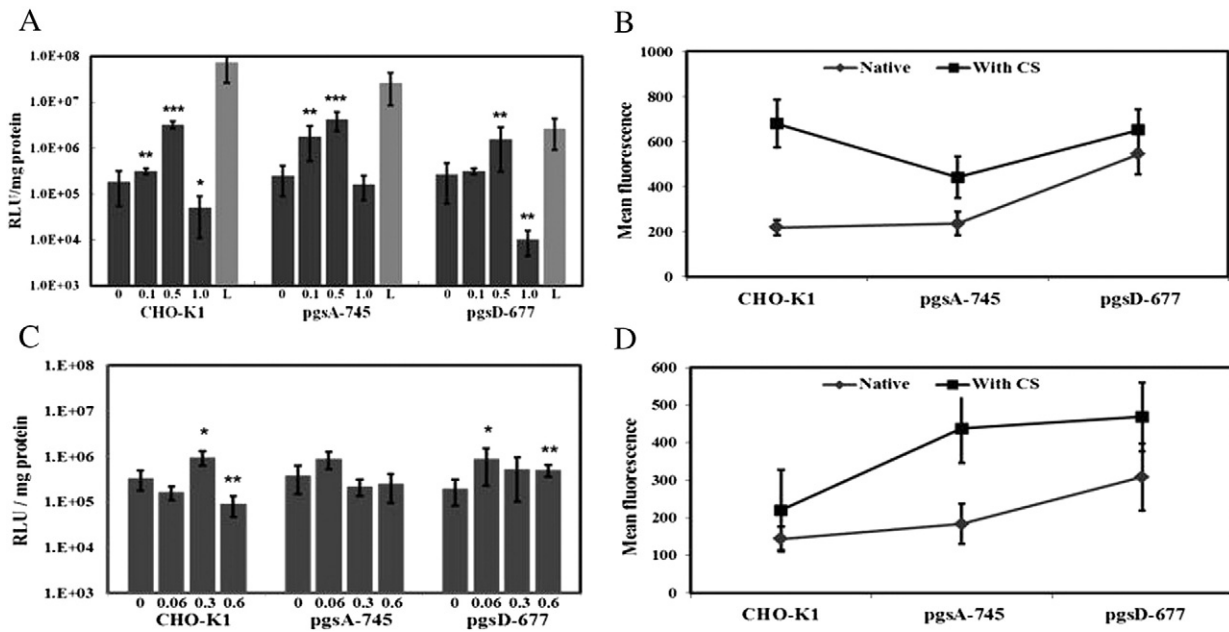 A
RLU/mg protein
1.0E+08
1.0E+07
1.0E+06
1.0E+05
1.0E+04
1.0E+03
** *** * ** *** ** **
0 0.1 0.5 1.0 L 0 0.1 0.5 1.0 L 0 0.1 0.5 1.0 L
CHO-K1 pgsA-745 pgsD-677
B
Mean fluorescence
1000
800
600
400
200
0
Native With CS
CHO-K1 pgsA-745 pgsD-677
C
RLU / mg protein
1.E+08
1.E+07
1.E+06
1.E+05
1.E+04
1.E+03
* ** * **
0 0.06 0.3 0.6 0 0.06 0.3 0.6 0 0.06 0.3 0.6
CHO-K1 pgsA-745 pgsD-677
D
Mean fluorescence
600
500
400
300
200
100
0
Native With CS
CHO-K1 pgsA-745 pgsD-677